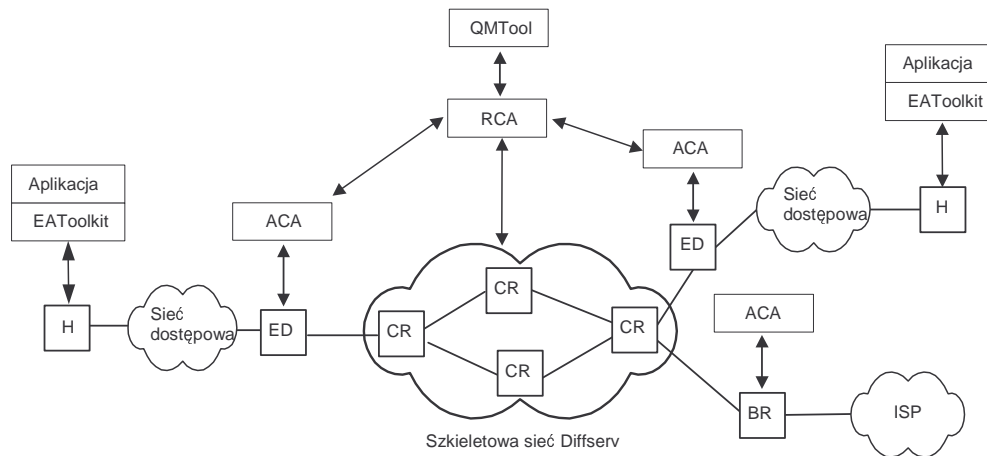 QMTool
RCA
Aplikacja
EAToolkit
ACA
Aplikacja
EAToolkit
ACA
Sieć
dostępowa
H
ED
CR
H
Sieć
dostępowa
ED
CR
CR
ACA
CR
BR
ISP
Szkieletowa sieć Diffserv